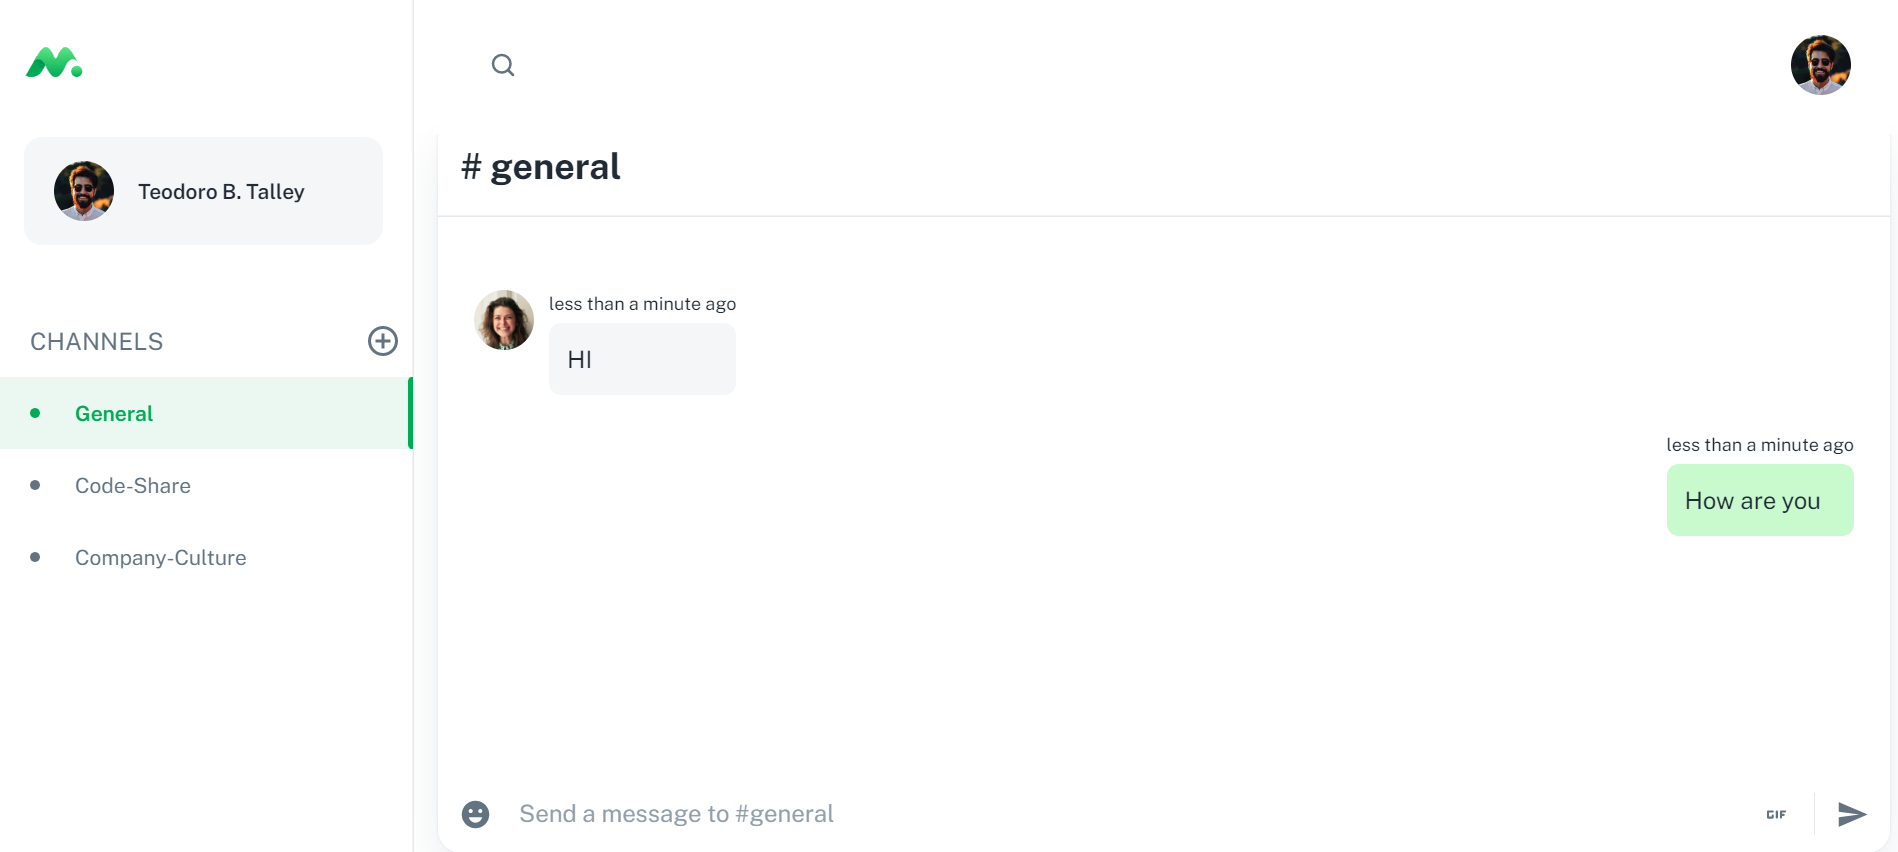 Teodoro B. Talley
CHANNELS
General
Code-Share
Company-Culture
# general
less than a minute ago
HI
less than a minute ago
How are you
Send a message to #general
GIF